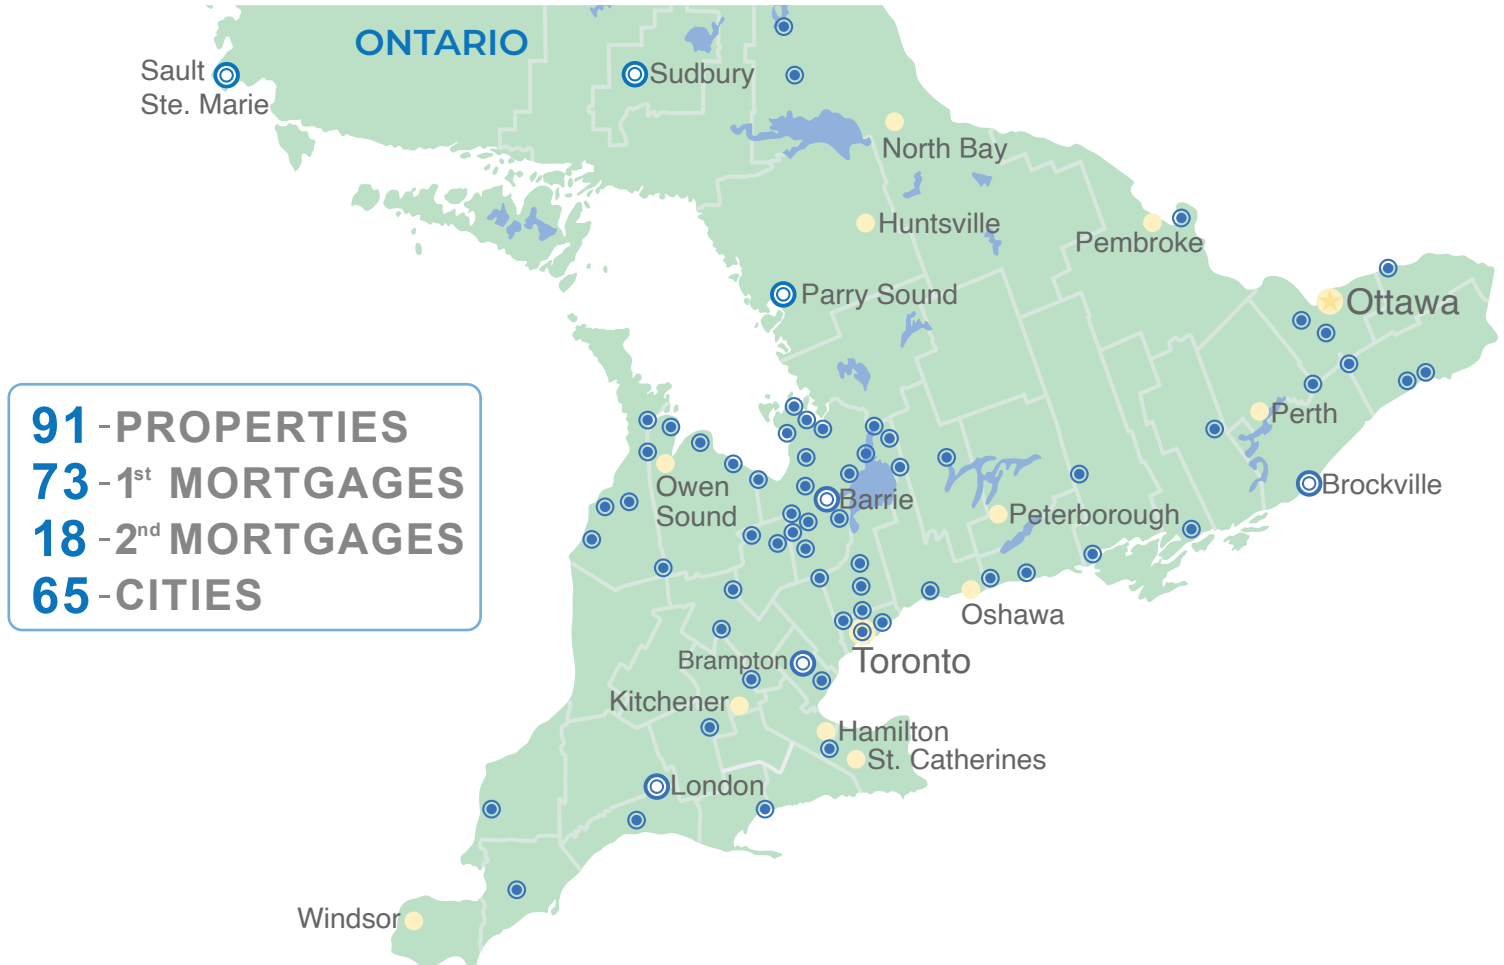 ONTARIO
Sault
Ste. Marie
Sudbury
North Bay
Huntsville
Pembroke
Parry Sound
Ottawa
91 - PROPERTIES
73 - 1st MORTGAGES
18 - 2nd MORTGAGES
65 - CITIES
Perth
Owen
Sound
Barrie
Brockville
Peterborough
Oshawa
Brampton
Toronto
Kitchener
Hamilton
St. Catherines
London
Windsor